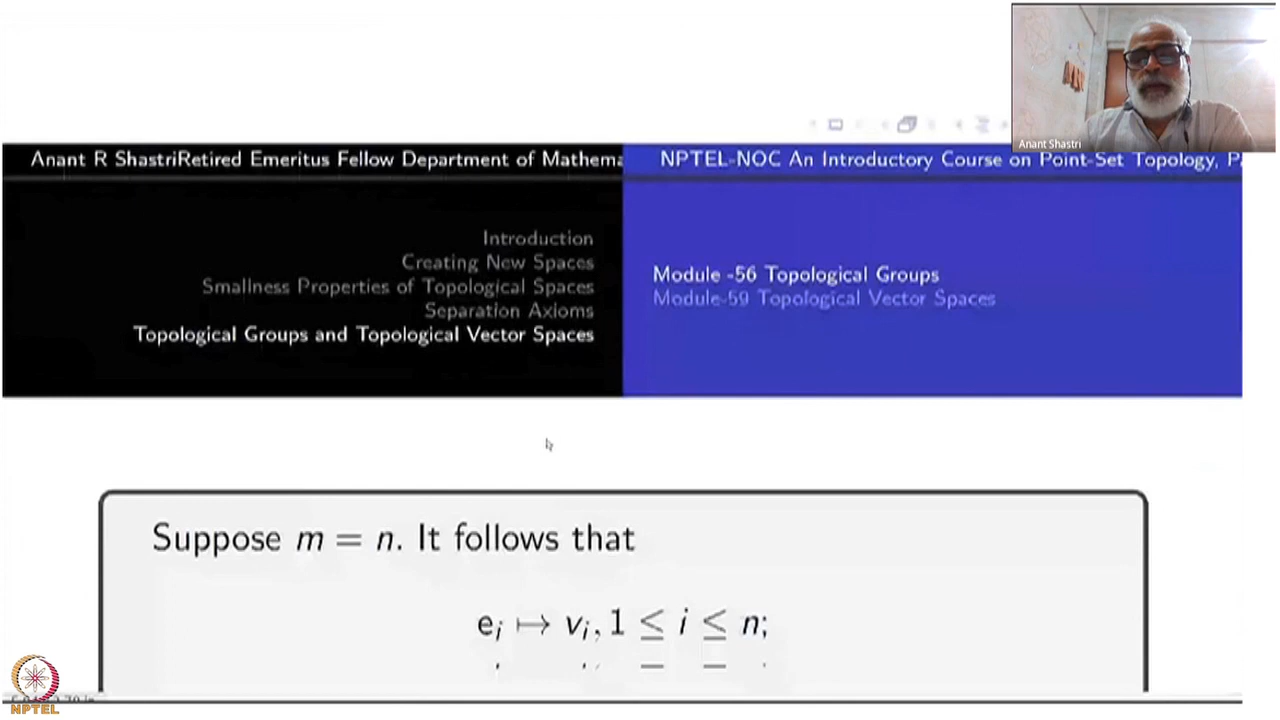 Anant Shastri
Anant R ShastriRetired Emeritus Fellow Department of Mathema
NPTEL-NOC An Introductory Course on Point-Set Topology, P
Introduction
Creating New Spaces
Smallness Properties of Topological Spaces
Separation Axioms
Topological Groups and Topological Vector Spaces
Module -56 Topological Groups
Module-59 Topological Vector Spaces
Suppose m = n. It follows that
eᵢ ↦ vᵢ, 1 ≤ i ≤ n;
NPTEL